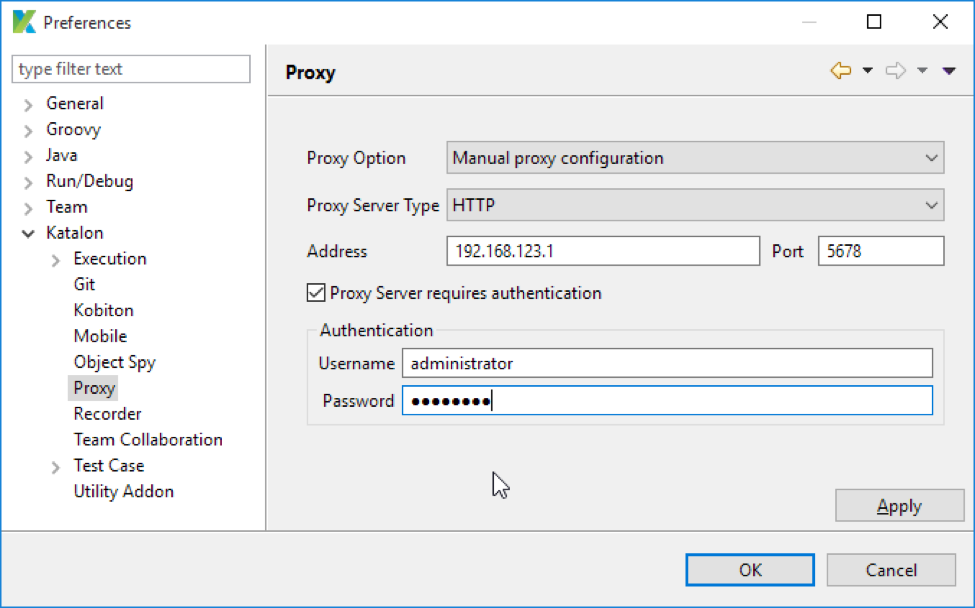 Preferences
type filter text
General
Groovy
Java
Run/Debug
Team
Katalon
Execution
Git
Kobiton
Mobile
Object Spy
Proxy
Recorder
Team Collaboration
Test Case
Utility Addon
Proxy
Proxy Option Manual proxy configuration
Proxy Server Type HTTP
Address 192.168.123.1 Port 5678
Proxy Server requires authentication
Authentication
Username administrator
Password ●●●●●●●●
Apply
OK Cancel